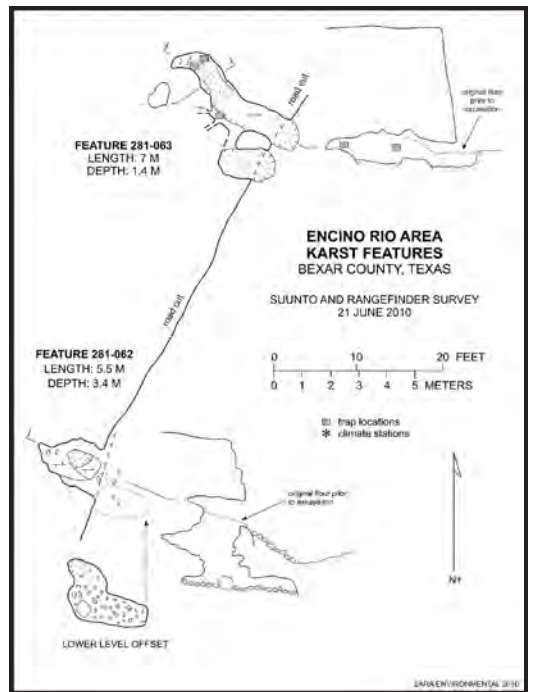 road cut
original floor
prior to
excavation
FEATURE 281-063
LENGTH: 7 M
DEPTH: 1.4 M
ENCINO RIO AREA
KARST FEATURES
BEXAR COUNTY, TEXAS
SUUNTO AND RANGEFINDER SURVEY
21 JUNE 2010
road cut
FEATURE 281-062
LENGTH: 5.5 M
DEPTH: 3.4 M
0 10 20 FEET
0 1 2 3 4 5 METERS
trap locations
climate stations
original floor prior
to excavation
N
LOWER LEVEL OFFSET
ZARA ENVIRONMENTAL 2010